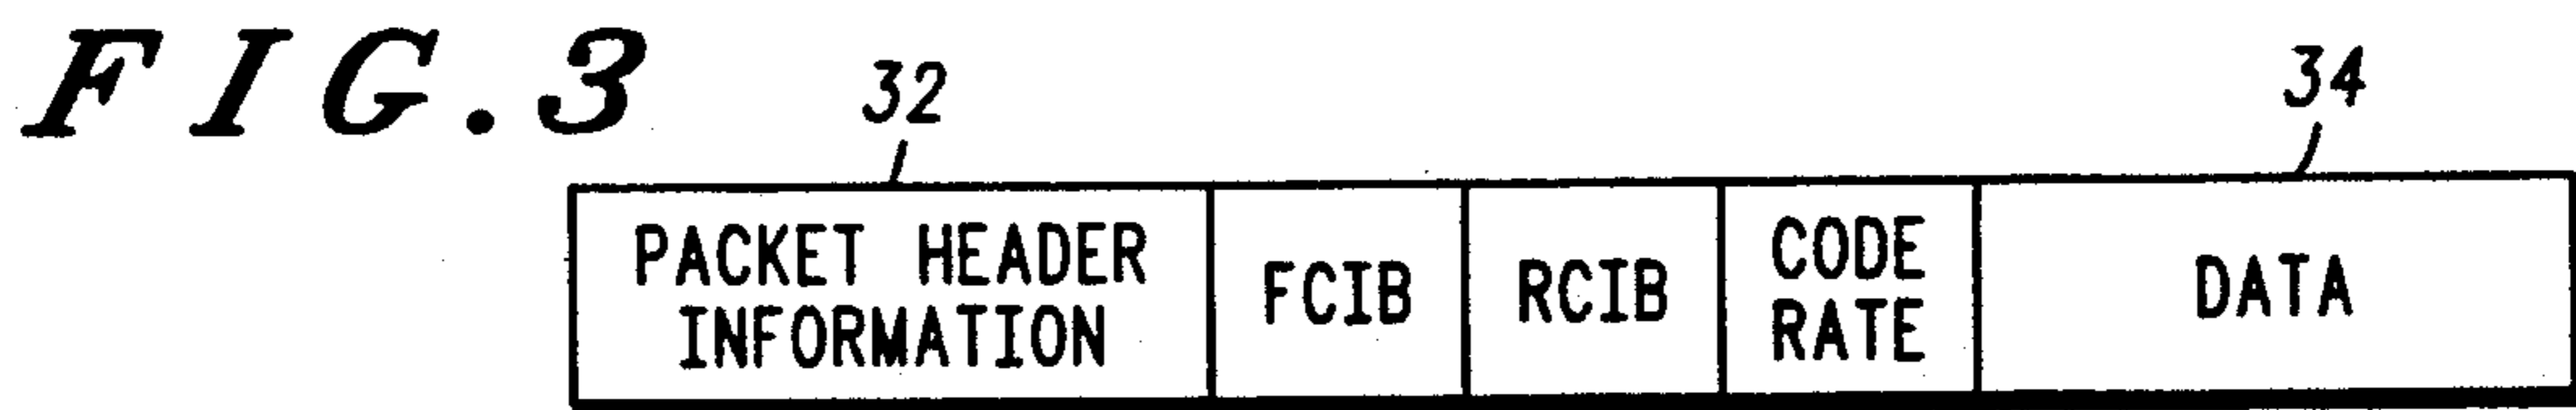 FIG.3
32
34
PACKET HEADER
INFORMATION
FCIB
RCIB
CODE
RATE
DATA